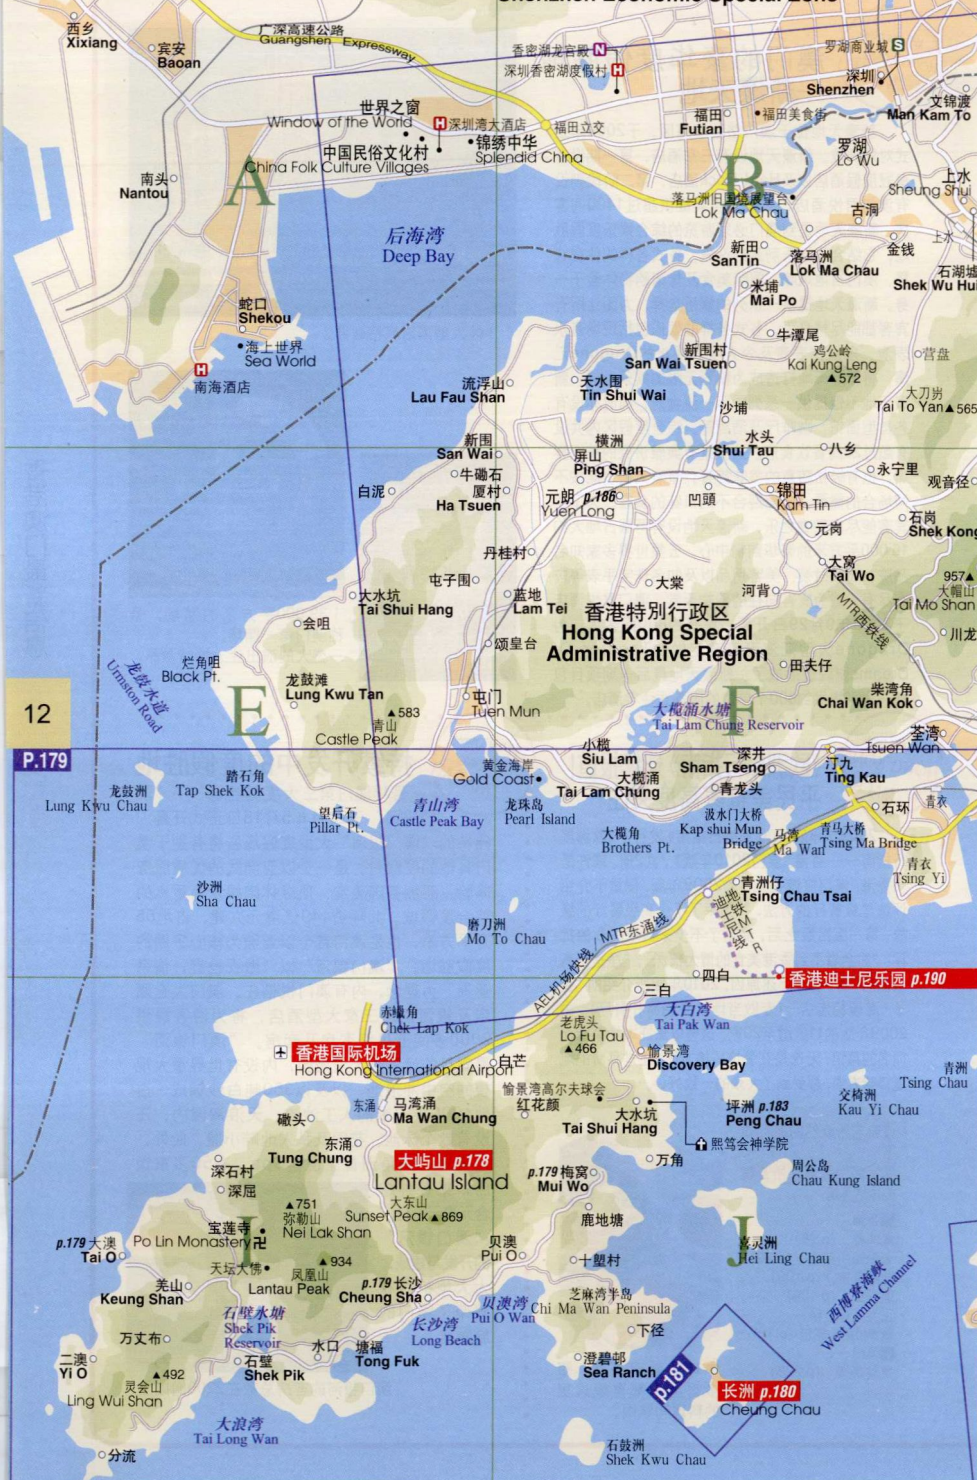 西乡
Xixiang
宾安
Baoan
广深高速公路
Guangshen Expressway
香密湖龙宫殿 N
深圳香密湖度假村 H
罗湖商业城 S
深圳
Shenzhen
文锦渡
Man Kam To
世界之窗
Window of the World
H 深圳湾大酒店
福田立交
福田
Futian
福田美食街
中国民俗文化村
China Folk Culture Villages
锦绣中华
Splendid China
罗湖
Lo Wu
南头
Nantou
A
B
上水
Sheung Shui
落马洲旧国境展望台
Lok Ma Chau
古洞
上水
后海湾
Deep Bay
新田
SanTin
落马洲
Lok Ma Chau
金钱
石湖墟
Shek Wu Hui
米埔
Mai Po
蛇口
Shekou
海上世界
Sea World
H
南海酒店
牛潭尾
新围村
San Wai Tsuen
鸡公岭
Kai Kung Leng
▲572
营盘
流浮山
Lau Fau Shan
天水围
Tin Shui Wai
大刀岃
Tai To Yan▲565
沙埔
水头
Shui Tau
八乡
新围
San Wai
横洲
屏山
Ping Shan
永宁里
观音径
牛磡石
厦村
Ha Tsuen
白泥
元朗 p.186
Yuen Long
凹頭
锦田
Kam Tin
元岗
石岗
Shek Kong
丹桂村
大窝
Tai Wo
屯子围
大棠
河背
957▲
大帽山
Tai Mo Shan
大水坑
Tai Shui Hang
蓝地
Lam Tei
香港特別行政区
Hong Kong Special
Administrative Region
MTR西铁线
川龙
会咀
颂皇台
烂角咀
Black Pt.
龙鼓水道
Urmston Road
龙鼓滩
Lung Kwu Tan
田夫仔
柴湾角
Chai Wan Kok
E
F
屯门
Tuen Mun
▲583
青山
Castle Peak
大榄涌水塘
Tai Lam Chung Reservoir
12
P.179
荃湾
Tsuen Wan
小榄
Siu Lam
深井
Sham Tseng
汀九
Ting Kau
黄金海岸
Gold Coast
大榄涌
Tai Lam Chung
青龙头
龙鼓洲
Lung Kwu Chau
踏石角
Tap Shek Kok
望后石
Pillar Pt.
青山湾
Castle Peak Bay
龙珠岛
Pearl Island
大榄角
Brothers Pt.
汲水门大桥
Kap shui Mun
Bridge
马湾
Ma Wan
青马大桥
Tsing Ma Bridge
石环
青衣
青衣
Tsing Yi
沙洲
Sha Chau
青洲仔
Tsing Chau Tsai
迪士尼线
地铁MTR
磨刀洲
Mo To Chau
AEL机场快线 / MTR东涌线
四白
香港迪士尼乐园 p.190
三白
赤鱲角
Chek Lap Kok
大白湾
Tai Pak Wan
老虎头
Lo Fu Tau
▲466
香港国际机场
Hong Kong International Airport
白芒
愉景湾
Discovery Bay
青洲
Tsing Chau
愉景湾高尔夫球会
交椅洲
Kau Yi Chau
东涌
马湾涌
Ma Wan Chung
红花颜
大水坑
Tai Shui Hang
坪洲 p.183
Peng Chau
磡头
熙笃会神学院
东涌
Tung Chung
大屿山 p.178
Lantau Island
万角
深石村
深屈
p.179 梅窝
Mui Wo
周公岛
Chau Kung Island
▲751
弥勒山
Nei Lak Shan
大东山
Sunset Peak▲869
鹿地塘
宝莲寺
Po Lin Monastery 卍
I
J
p.179 大澳
Tai O
贝澳
Pui O
喜灵洲
Hei Ling Chau
天坛大佛
▲934
凤凰山
Lantau Peak
十塱村
羌山
Keung Shan
p.179 长沙
Cheung Sha
芝麻湾半岛
Chi Ma Wan Peninsula
贝澳湾
Pui O Wan
西博寮海峡
West Lamma Channel
石壁水塘
Shek Pik
Reservoir
长沙湾
Long Beach
下径
万丈布
水口
塘福
Tong Fuk
二澳
Yi O
石壁
Shek Pik
澄碧邨
Sea Ranch
▲492
灵会山
Ling Wui Shan
p.181
长洲 p.180
Cheung Chau
大浪湾
Tai Long Wan
分流
石鼓洲
Shek Kwu Chau